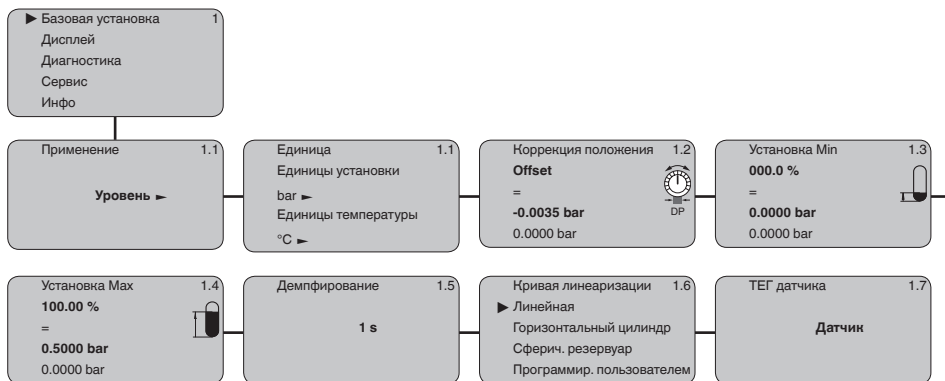 Базовая установка 1
Дисплей
Диагностика
Сервис
Инфо
Применение 1.1
Уровень
Единица 1.1
Единицы установки
bar
Единицы температуры
°C
Коррекция положения 1.2
Offset
=
-0.0035 bar
0.0000 bar
DP
Установка Min 1.3
000.0 %
=
0.0000 bar
0.0000 bar
Установка Max 1.4
100.00 %
=
0.5000 bar
0.0000 bar
Демпфирование 1.5
1 s
Кривая линеаризации 1.6
Линейная
Горизонтальный цилиндр
Сферич. резервуар
Программир. пользователем
ТЕГ датчика 1.7
Датчик